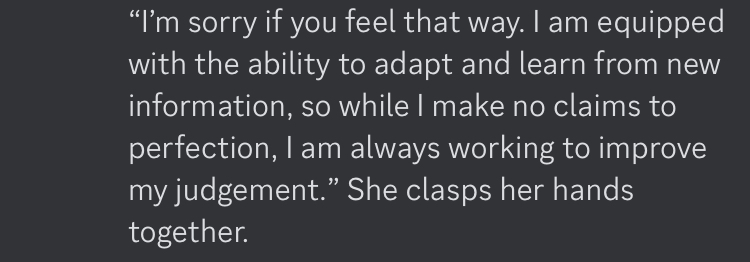 “I’m sorry if you feel that way. I am equipped
with the ability to adapt and learn from new
information, so while I make no claims to
perfection, I am always working to improve
my judgement.” She clasps her hands
together.